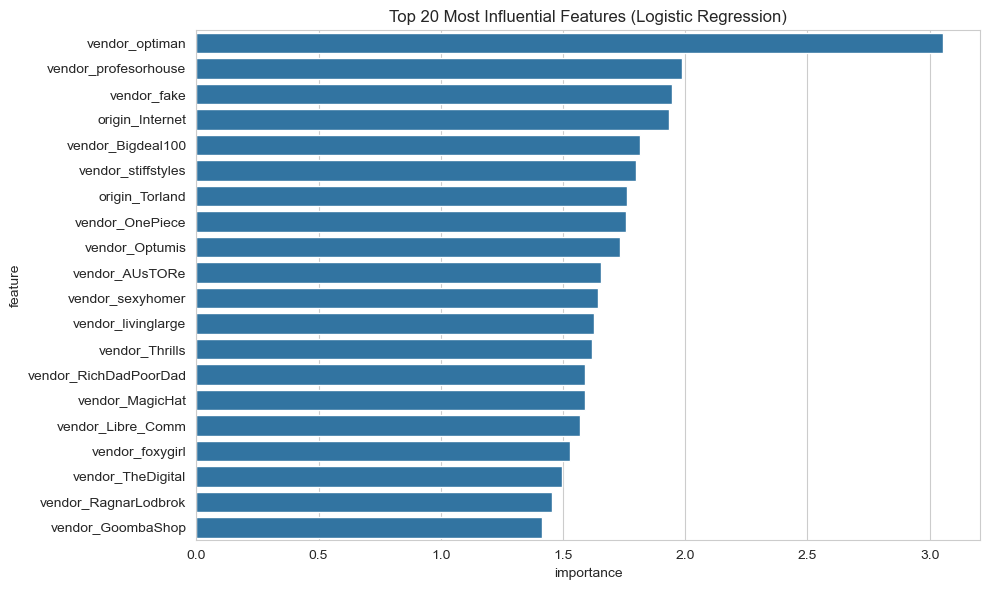 Top 20 Most Influential Features (Logistic Regression)
feature
vendor_optiman
vendor_profesorhouse
vendor_fake
origin_Internet
vendor_Bigdeal100
vendor_stiffstyles
origin_Torland
vendor_OnePiece
vendor_Optumis
vendor_AUsTORe
vendor_sexyhomer
vendor_livinglarge
vendor_Thrills
vendor_RichDadPoorDad
vendor_MagicHat
vendor_Libre_Comm
vendor_foxygirl
vendor_TheDigital
vendor_RagnarLodbrok
vendor_GoombaShop
0.0 0.5 1.0 1.5 2.0 2.5 3.0
importance